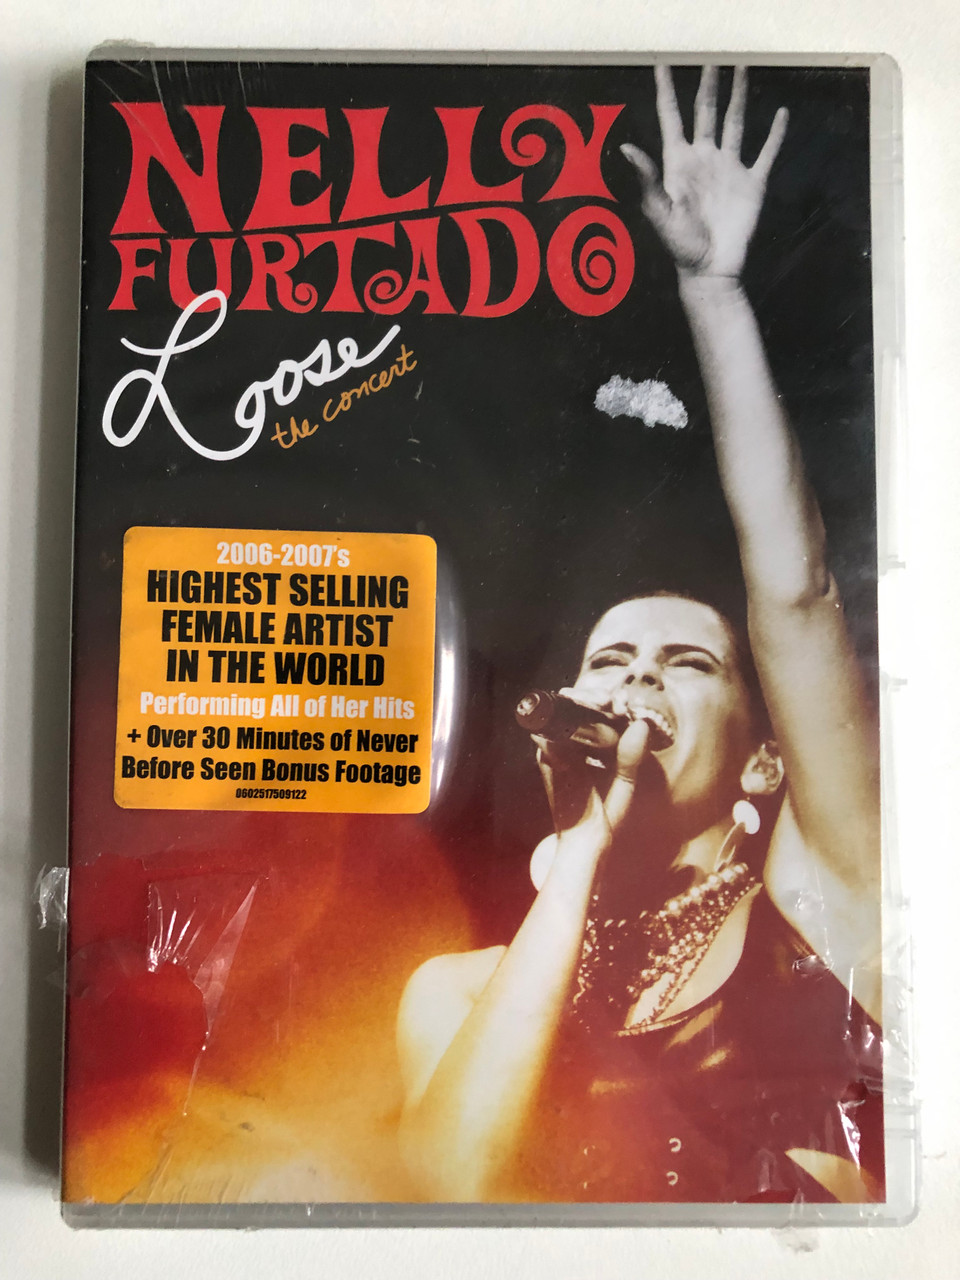 NELLY
FURTADO
Loose
the concert
2006-2007's
HIGHEST SELLING
FEMALE ARTIST
IN THE WORLD
Performing All of Her Hits
+ Over 30 Minutes of Never
Before Seen Bonus Footage
0602517509122